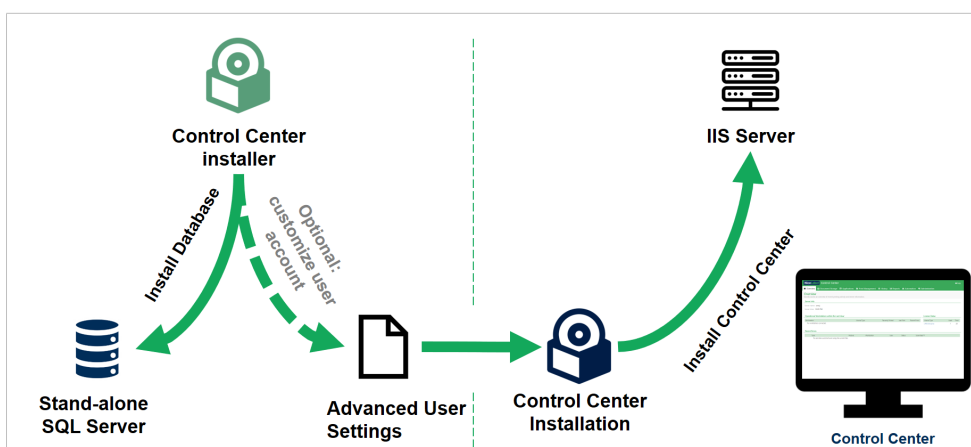 Control Center
installer
IIS Server
Install Database
Optional:
customize user
account
Install Control Center
Stand-alone
SQL Server
Advanced User
Settings
Control Center
Installation
Control Center